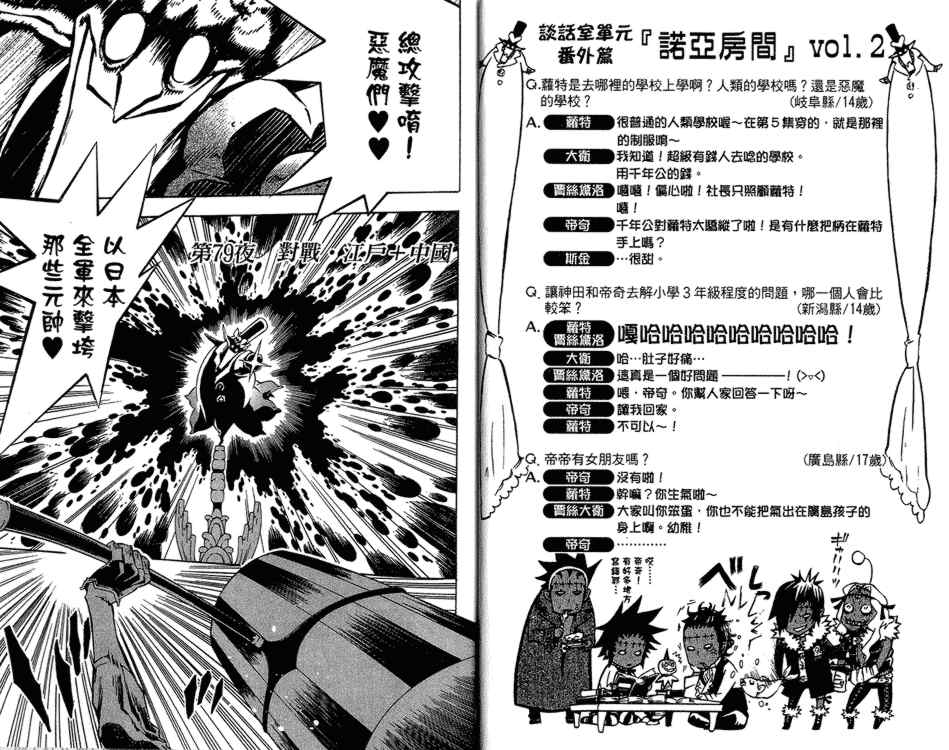 談話室單元
番外篇
『諾亞房間』vol.2
Q.蘿特是去哪裡的學校上學啊？人類的學校嗎？還是惡魔
的學校？
（岐阜縣/14歲）
A. 蘿特 很普通的人類學校喔～在第5集穿的，就是那裡
的制服唷～
大衛 我知道！超級有錢人去唸的學校。
用千年公的錢。
賈絲德洛 嘻嘻！偏心啦！社長只照顧蘿特！
嘻！
帝奇 千年公對蘿特太驕縱了啦！是有什麼把柄在蘿特
手上嗎？
斯金 …很甜。
Q. 讓神田和帝奇去解小學3年級程度的問題，哪一個人會比
較笨？
（新潟縣/14歲）
A. 蘿特
賈絲德洛 嘎哈哈哈哈哈哈哈哈哈！
大衛 哈…肚子好痛…
賈絲德洛 這真是一個好問題————！(>▽<)
蘿特 喂，帝奇。你幫人家回答一下呀～
帝奇 讓我回家。
蘿特 不可以～！
Q. 帝帝有女朋友嗎？
（廣島縣/17歲）
A. 帝奇 沒有啦！
蘿特 幹嘛？你生氣啦～
賈絲大衛 大家叫你笨蛋，你也不能把氣出在廣島孩子的
身上啊。幼稚！
帝奇 …………
帝奇！
有好多地方
ベレ
ギャ
總攻擊唷！
惡魔們♥♥
第79夜 對戰・江戶＋中國
以日本
全軍來擊垮
那些元帥♥